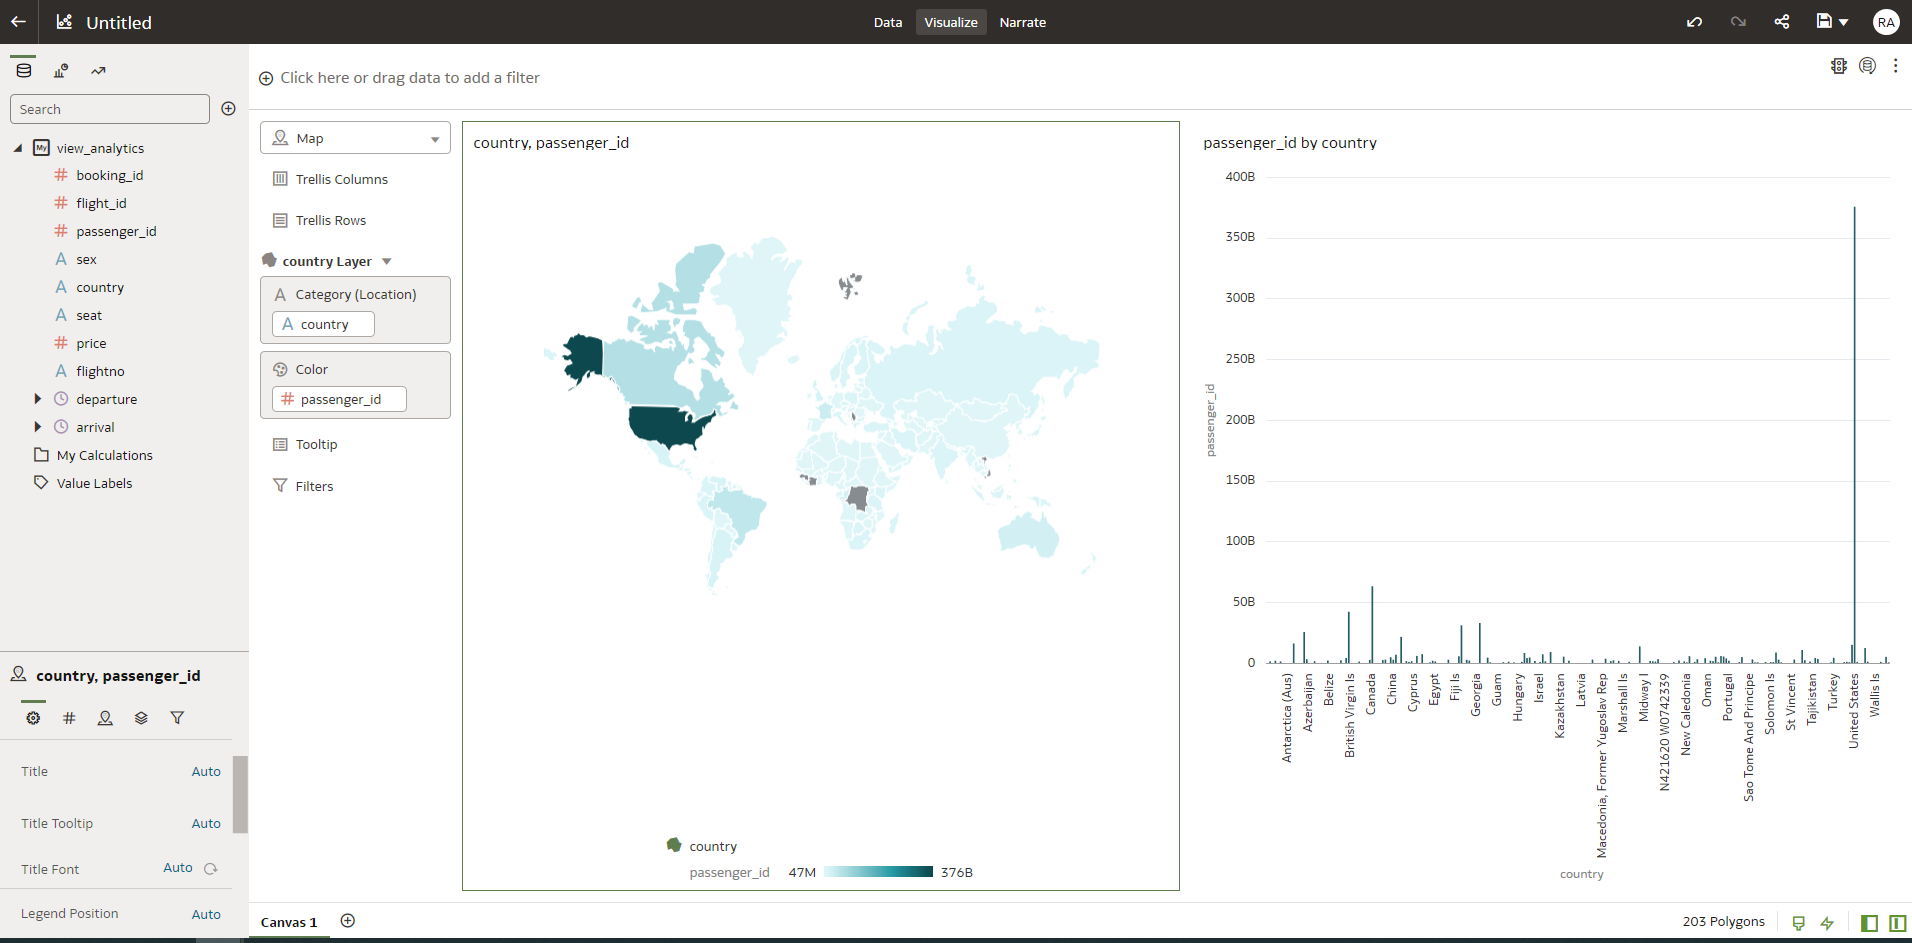 Untitled
Data
Visualize
Narrate
RA
Click here or drag data to add a filter
Search
My
view_analytics
# booking_id
# flight_id
# passenger_id
A sex
A country
A seat
# price
A flightno
departure
arrival
My Calculations
Value Labels
country, passenger_id
#
Title Auto
Title Tooltip Auto
Title Font Auto
Legend Position Auto
Map
Trellis Columns
Trellis Rows
country Layer
A Category (Location)
A country
Color
# passenger_id
Tooltip
Filters
country, passenger_id
country
passenger_id 47M 376B
passenger_id by country
400B
350B
300B
250B
200B
150B
100B
50B
0
passenger_id
Antarctica (Aus)
Azerbaijan
Belize
British Virgin Is
Canada
China
Cyprus
Egypt
Fiji Is
Georgia
Guam
Hungary
Israel
Kazakhstan
Latvia
Macedonia, Former Yugoslav Rep
Marshall Is
Midway I
N421620 W0742339
New Caledonia
Oman
Portugal
Sao Tome And Principe
Solomon Is
St Vincent
Tajikistan
Turkey
United States
Wallis Is
country
Canvas 1
203 Polygons